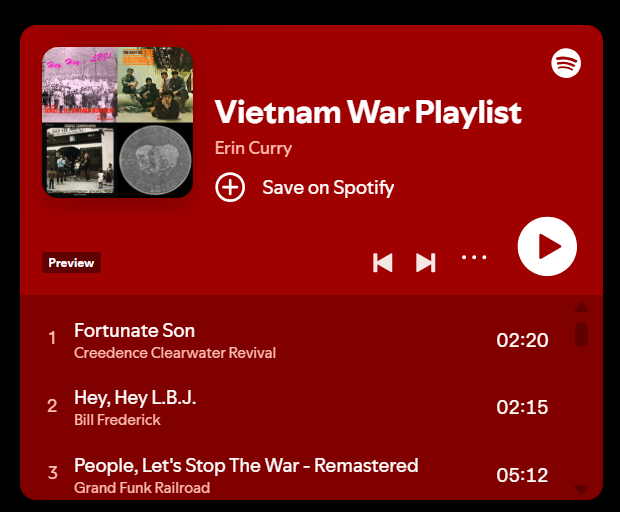 Hey, Hey... LBJ!
Vietnam War Playlist
Erin Curry
Save on Spotify
Preview
1
Fortunate Son
Creedence Clearwater Revival
02:20
2
Hey, Hey L.B.J.
Bill Frederick
02:15
3
People, Let's Stop The War - Remastered
Grand Funk Railroad
05:12